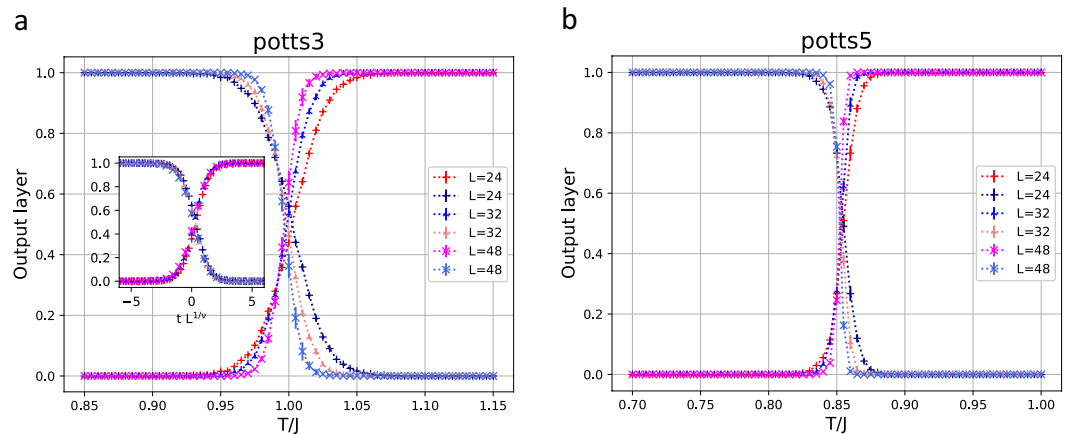 a
potts3
Output layer
1.0
0.8
0.6
0.4
0.2
0.0
1.0
0.8
0.6
0.4
0.2
0.0
−5
0
5
t L^{1/ν}
L=24
L=24
L=32
L=32
L=48
L=48
0.85
0.90
0.95
1.00
1.05
1.10
1.15
T/J
b
potts5
Output layer
1.0
0.8
0.6
0.4
0.2
0.0
L=24
L=24
L=32
L=32
L=48
L=48
0.70
0.75
0.80
0.85
0.90
0.95
1.00
T/J